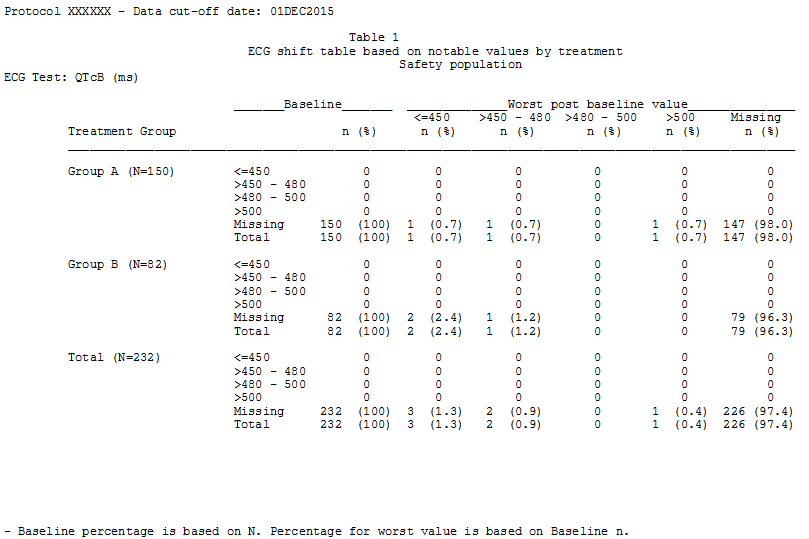 Protocol XXXXXX - Data cut-off date: 01DEC2015
Table 1
ECG shift table based on notable values by treatment
Safety population
ECG Test: QTcB (ms)
Baseline Worst post baseline value
<=450 >450 - 480 >480 - 500 >500 Missing
Treatment Group n (%) n (%) n (%) n (%) n (%) n (%)
Group A (N=150) <=450 0 0 0 0 0 0
>450 - 480 0 0 0 0 0 0
>480 - 500 0 0 0 0 0 0
>500 0 0 0 0 0 0
Missing 150 (100) 1 (0.7) 1 (0.7) 0 1 (0.7) 147 (98.0)
Total 150 (100) 1 (0.7) 1 (0.7) 0 1 (0.7) 147 (98.0)
Group B (N=82) <=450 0 0 0 0 0 0
>450 - 480 0 0 0 0 0 0
>480 - 500 0 0 0 0 0 0
>500 0 0 0 0 0 0
Missing 82 (100) 2 (2.4) 1 (1.2) 0 0 79 (96.3)
Total 82 (100) 2 (2.4) 1 (1.2) 0 0 79 (96.3)
Total (N=232) <=450 0 0 0 0 0 0
>450 - 480 0 0 0 0 0 0
>480 - 500 0 0 0 0 0 0
>500 0 0 0 0 0 0
Missing 232 (100) 3 (1.3) 2 (0.9) 0 1 (0.4) 226 (97.4)
Total 232 (100) 3 (1.3) 2 (0.9) 0 1 (0.4) 226 (97.4)
- Baseline percentage is based on N. Percentage for worst value is based on Baseline n.